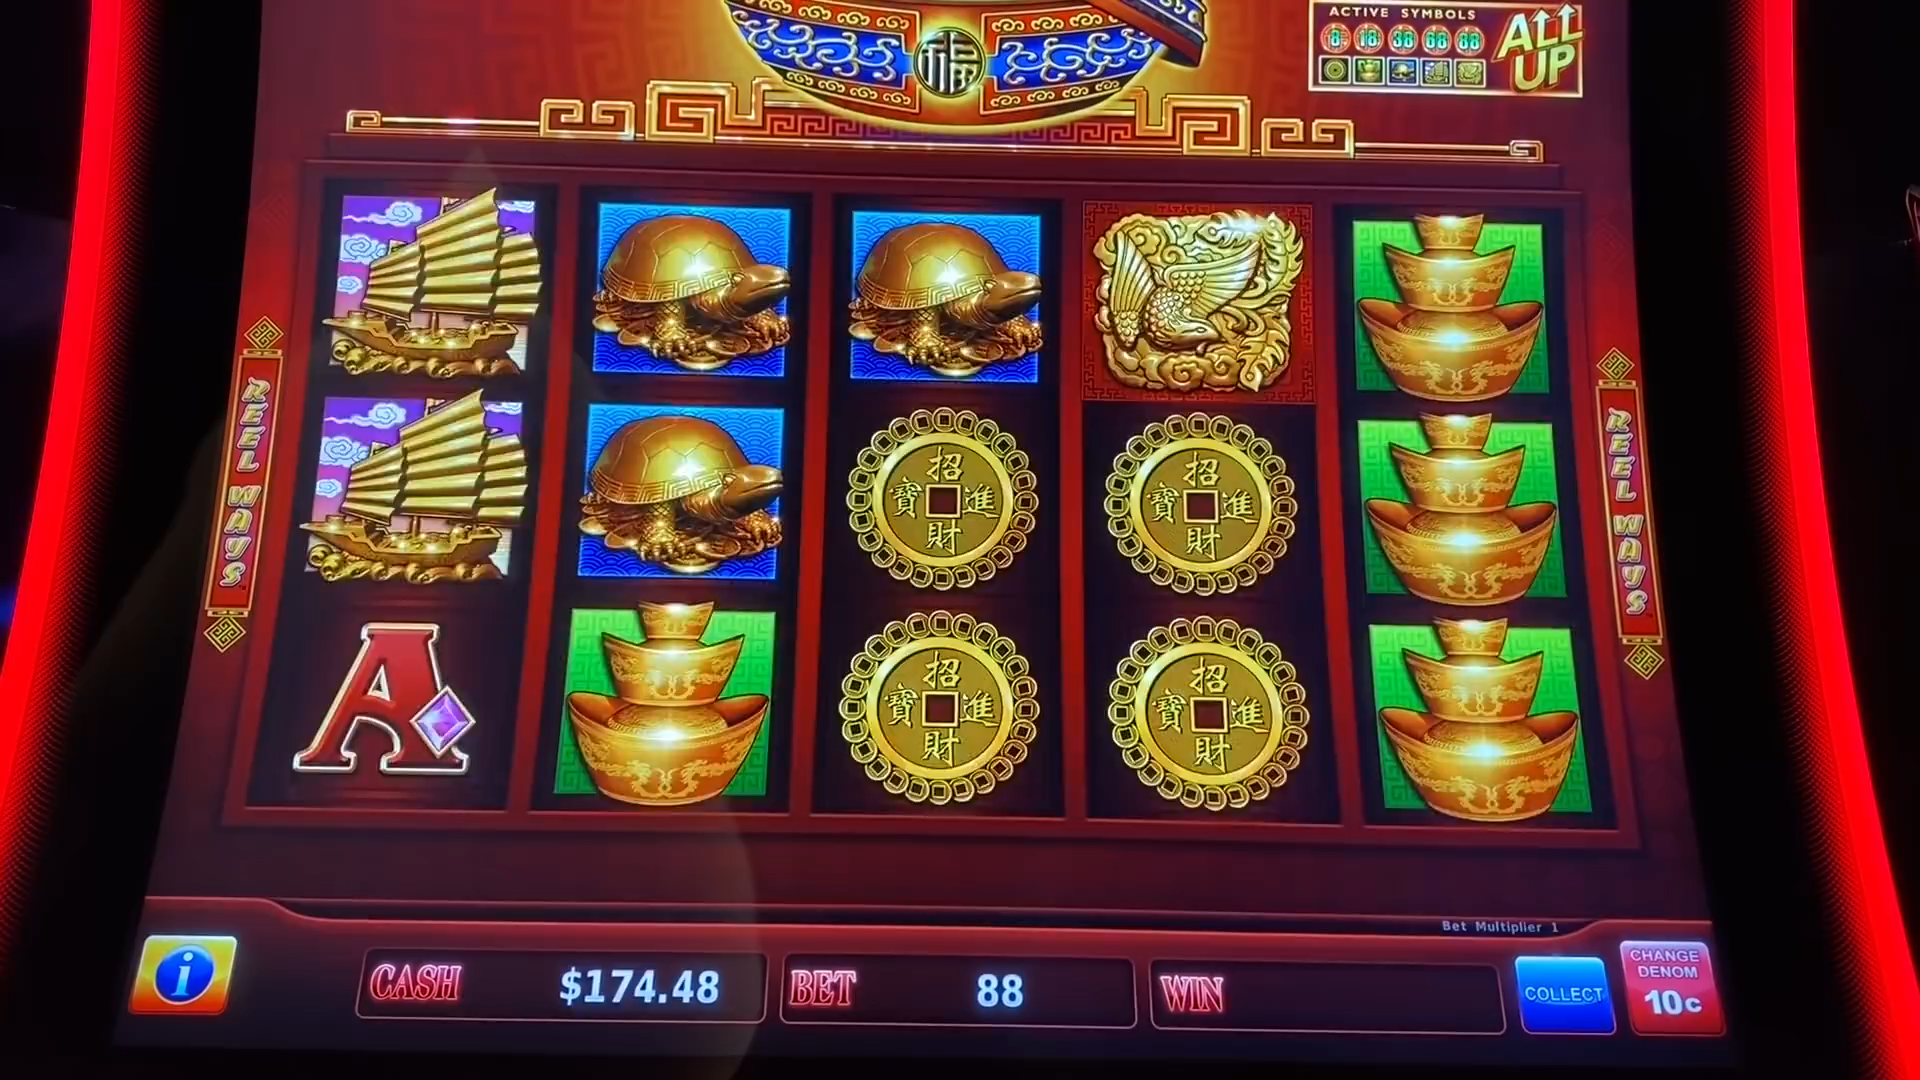 ACTIVE SYMBOLS
8 18 38 68 88
ALL UP
福
REEL WAYS
REEL WAYS
招
寶 進
財
招
寶 進
財
A
招
寶 進
財
招
寶 進
財
Bet Multiplier 1
i
CASH $174.48
BET 88
WIN
COLLECT
CHANGE
DENOM
10c